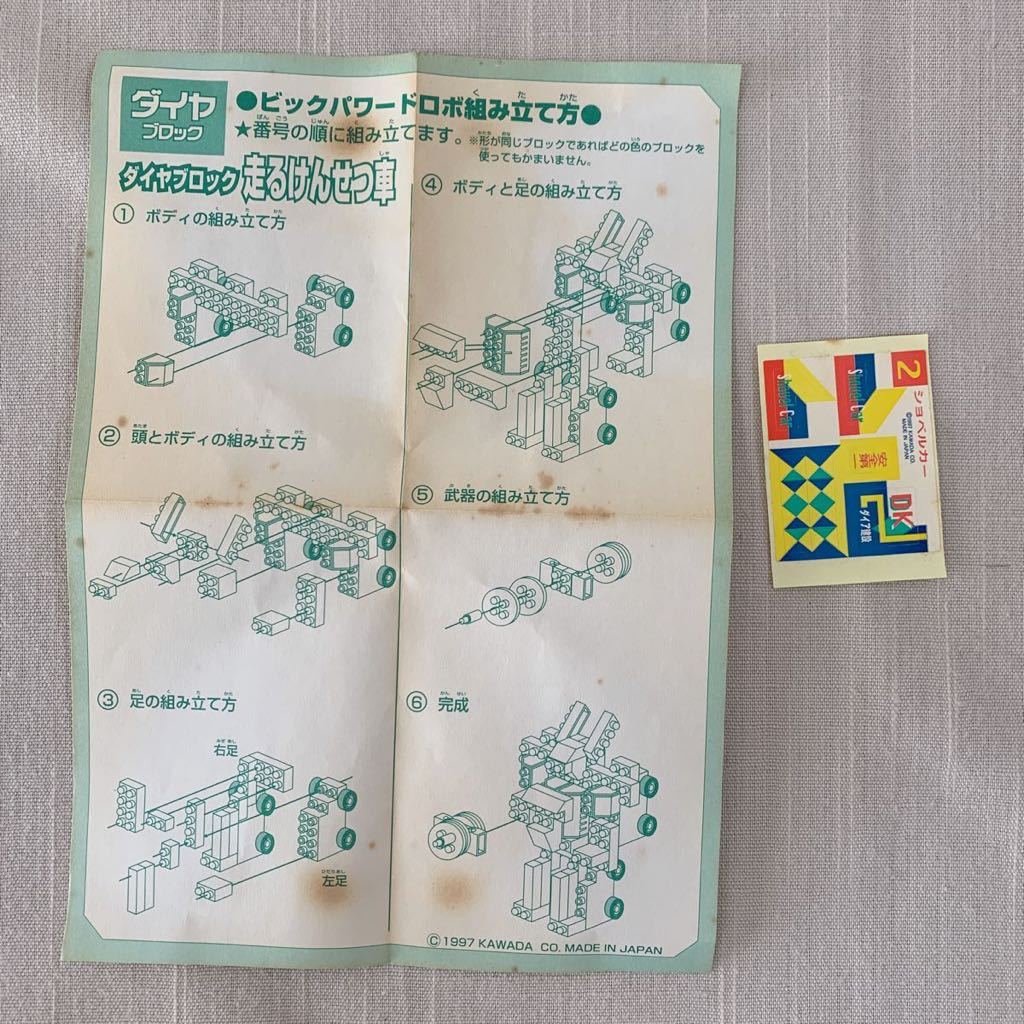 ダイヤ
ブロック
●ビックパワードロボ組み立て方●
★番号の順に組み立てます。
※形が同じブロックであればどの色のブロックを
使ってもかまいません。
ダイヤブロック 走るけんせつ車
① ボディの組み立て方
② 頭とボディの組み立て方
③ 足の組み立て方
右足
左足
④ ボディと足の組み立て方
⑤ 武器の組み立て方
⑥ 完成
© 1997 KAWADA CO. MADE IN JAPAN
2 ショベルカー
©1997 KAWADA CO.
MADE IN JAPAN
Shovel Car
Shovel Car
安全第一
DK
ダイア建設